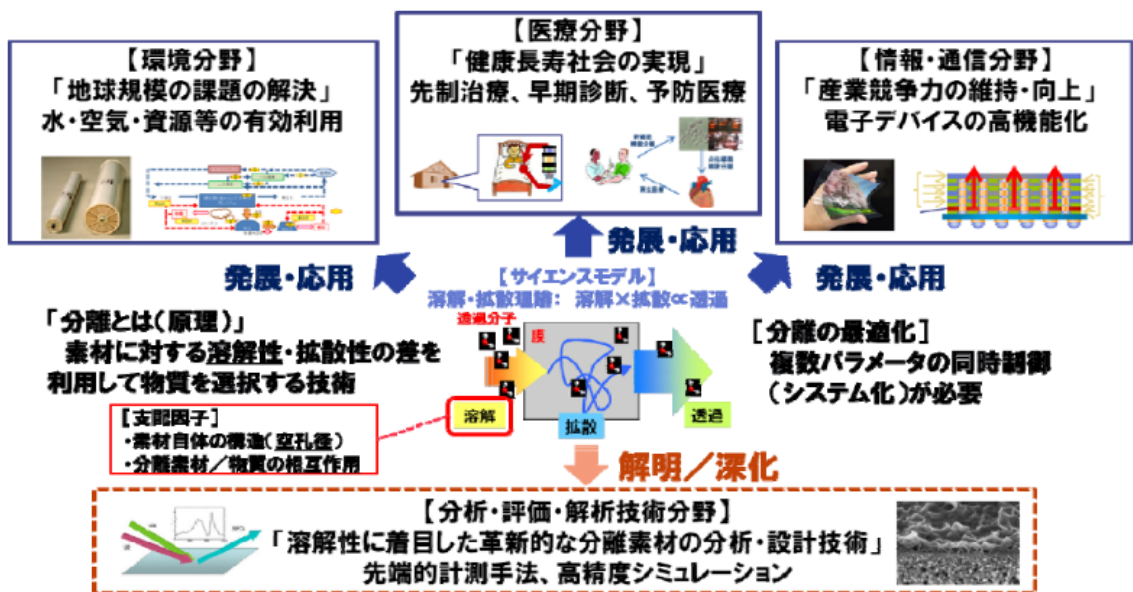 【環境分野】
「地球規模の課題の解決」
水・空気・資源等の有効利用
【医療分野】
「健康長寿社会の実現」
先制治療、早期診断、予防医療
【情報・通信分野】
「産業競争力の維持・向上」
電子デバイスの高機能化
発展・応用
発展・応用
発展・応用
【サイエンスモデル】
溶解・拡散理論: 溶解×拡散∝透過
「分離とは(原理)」
素材に対する溶解性・拡散性の差を
利用して物質を選択する技術
【支配因子】
・素材自体の構造(空孔径)
・分離素材/物質の相互作用
透過分子
膜
溶解
拡散
透過
[分離の最適化]
複数パラメータの同時制御
(システム化)が必要
解明/深化
【分析・評価・解析技術分野】
「溶解性に着目した革新的な分離素材の分析・設計技術」
先端的計測手法、高精度シミュレーション